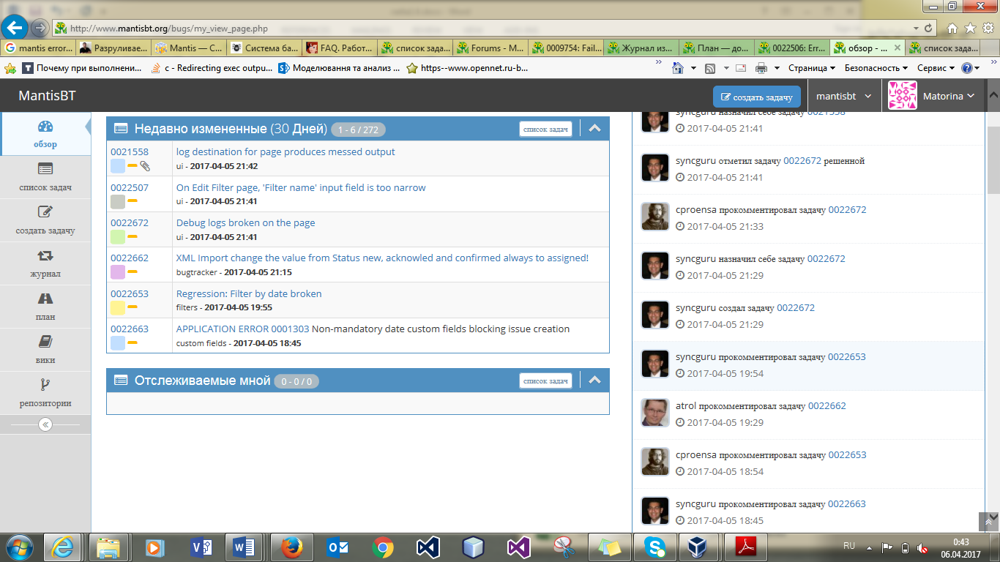 http://www.mantisbt.org/bugs/my_view_page.php
mantis error... Разруливае... Mantis — С... Система ба... FAQ. Работ... список зада... Forums - M... 0009754: Fail... Журнал из... План — до... 0022506: Err... обзор - ... список зада...
Почему при выполнени... c - Redirecting exec outpu... Моделювання та анализ ... https--www.opennet.ru-b... Страница Безопасность Сервис
MantisBT создать задачу mantisbt Matorina
обзор
список задач
создать задачу
журнал
план
вики
репозитории
Недавно измененные (30 Дней) 1 - 6 / 272 список задач
0021558 log destination for page produces messed output
ui - 2017-04-05 21:42
0022507 On Edit Filter page, 'Filter name' input field is too narrow
ui - 2017-04-05 21:41
0022672 Debug logs broken on the page
ui - 2017-04-05 21:41
0022662 XML Import change the value from Status new, acknowled and confirmed always to assigned!
bugtracker - 2017-04-05 21:15
0022653 Regression: Filter by date broken
filters - 2017-04-05 19:55
0022663 APPLICATION ERROR 0001303 Non-mandatory date custom fields blocking issue creation
custom fields - 2017-04-05 18:45
Отслеживаемые мной 0 - 0 / 0 список задач
syncguru назначил себе задачу 0021558
2017-04-05 21:41
syncguru отметил задачу 0022672 решенной
2017-04-05 21:41
cproensa прокомментировал задачу 0022672
2017-04-05 21:33
syncguru назначил себе задачу 0022672
2017-04-05 21:29
syncguru создал задачу 0022672
2017-04-05 21:29
syncguru прокомментировал задачу 0022653
2017-04-05 19:54
atrol прокомментировал задачу 0022662
2017-04-05 19:29
cproensa прокомментировал задачу 0022653
2017-04-05 18:54
syncguru прокомментировал задачу 0022663
2017-04-05 18:45
RU 0:43
06.04.2017